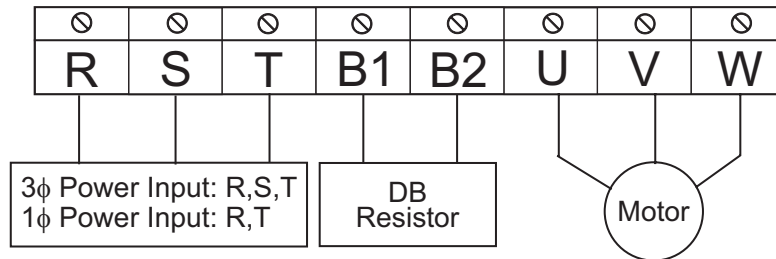 R S T B1 B2 U V W
3ϕ Power Input: R,S,T
1ϕ Power Input: R,T
DB
Resistor
Motor